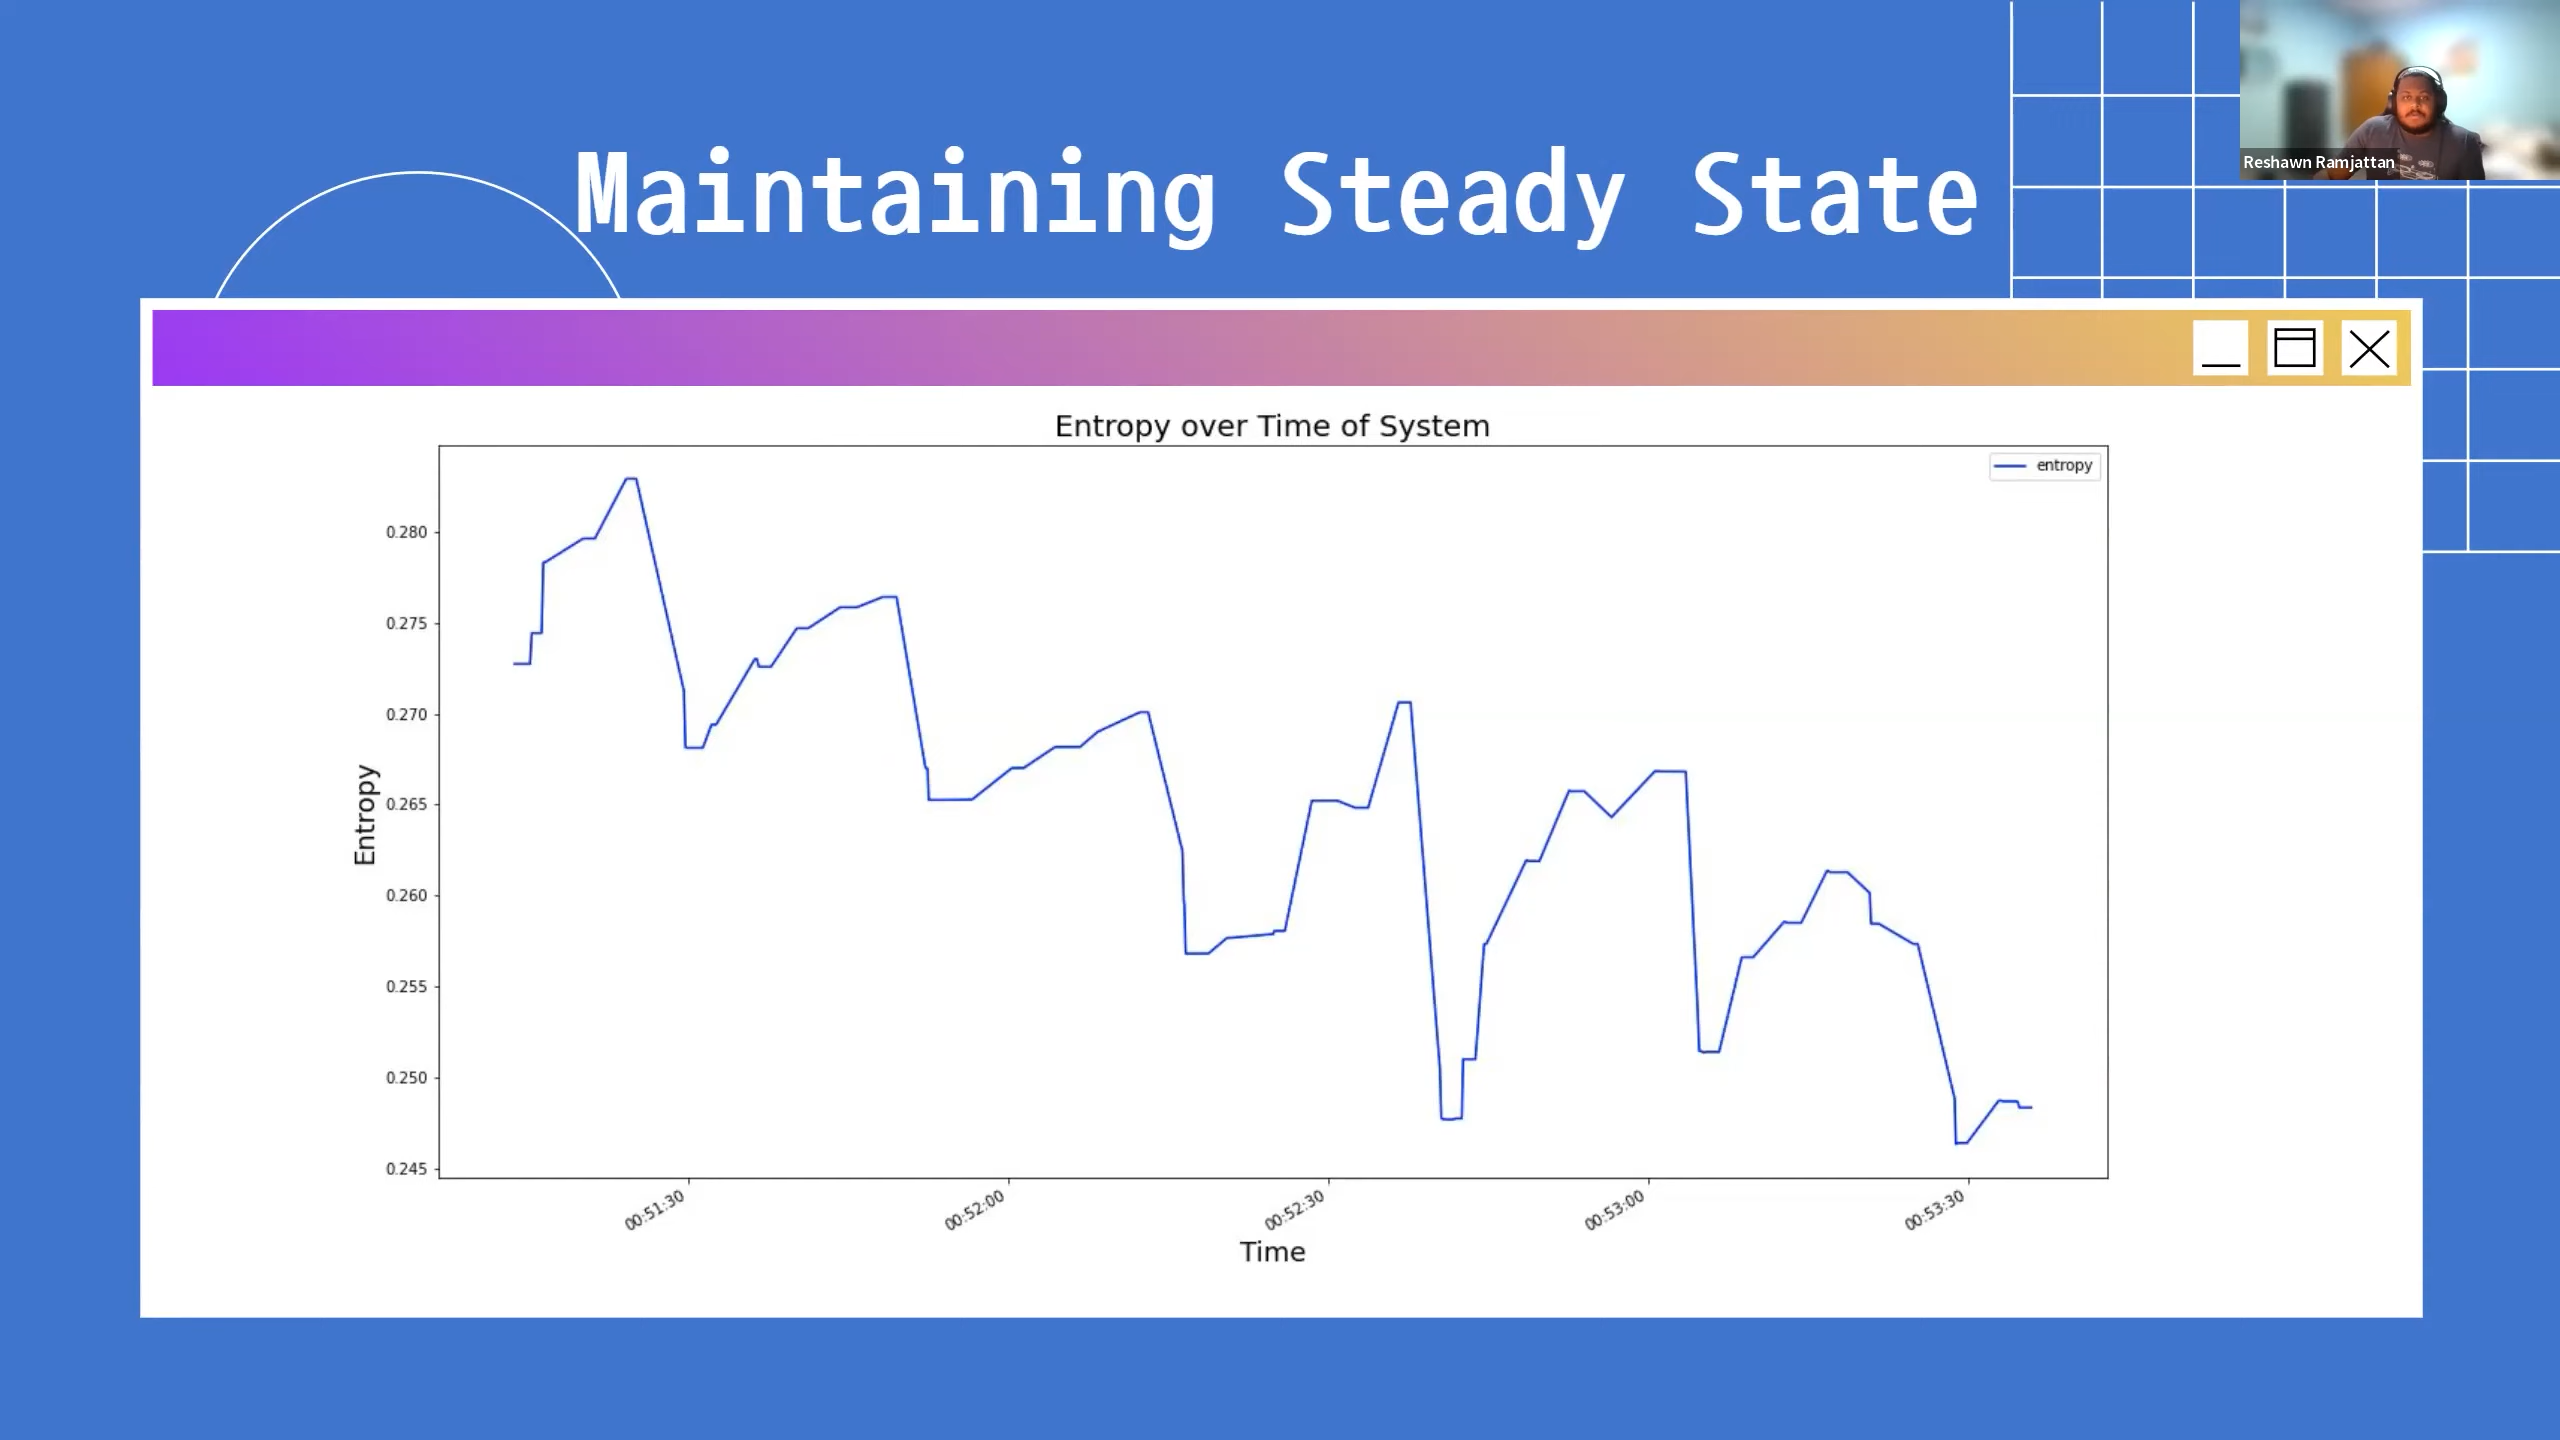 Reshawn Ramjattan
Maintaining Steady State
Entropy over Time of System
entropy
0.280
0.275
0.270
0.265
0.260
0.255
0.250
0.245
Entropy
00:51:30
00:52:00
00:52:30
00:53:00
00:53:30
Time